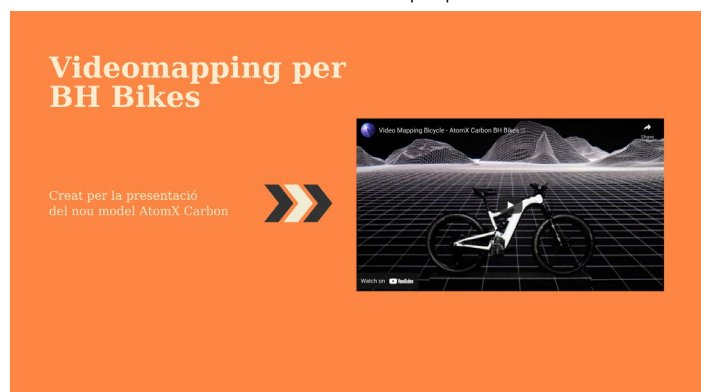 Videomapping per
BH Bikes
Creat per la presentació
del nou model AtomX Carbon
Video Mapping Bicycle - AtomX Carbon BH Bikes
Share
Watch on YouTube